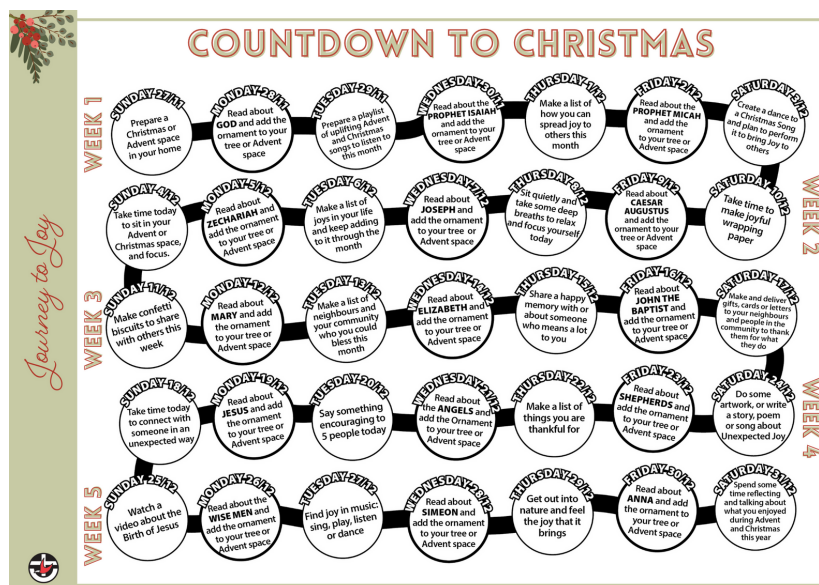 COUNTDOWN TO CHRISTMAS
Journey to Joy
WEEK 1
SUNDAY-27/11
Prepare a
Christmas or
Advent space
in your home
MONDAY-28/11
Read about
GOD and add the
ornament to your
tree or Advent
space
TUESDAY-29/11
Prepare a playlist
of uplifting Advent
and Christmas
songs to listen to
this month
WEDNESDAY-30/11
Read about the
PROPHET ISAIAH
and add the
ornament to your
tree or Advent
space
THURSDAY-1/12
Make a list of
how you can
spread joy to
others this
month
FRIDAY-2/12
Read about the
PROPHET MICAH
and add the
ornament
to your tree or
Advent space
SATURDAY-3/12
Create a dance to
a Christmas Song
and plan to perform
it to bring Joy to
others
WEEK 2
SUNDAY-4/12
Take time today
to sit in your
Advent or
Christmas space,
and focus.
MONDAY-5/12
Read about
ZECHARIAH and
add the ornament
to your tree or
Advent space
TUESDAY-6/12
Make a list of
joys in your life
and keep adding
to it through the
month
WEDNESDAY-7/12
Read about
JOSEPH and add
the ornament
to your tree or
Advent space
THURSDAY-8/12
Sit quietly and
take some deep
breaths to relax
and focus yourself
today
FRIDAY-9/12
Read about
CAESAR
AUGUSTUS
and add the
ornament to your
tree or Advent
space
SATURDAY-10/12
Take time to
make joyful
wrapping
paper
WEEK 3
SUNDAY-11/12
Make confetti
biscuits to share
with others this
week
MONDAY-12/12
Read about
MARY and add
the ornament
to your tree or
Advent space
TUESDAY-13/12
Make a list of
neighbours and
your community
who you could
bless this
month
WEDNESDAY-14/12
Read about
ELIZABETH and
add the ornament
to your tree or
Advent space
THURSDAY-15/12
Share a happy
memory with or
about someone
who means a lot
to you
FRIDAY-16/12
Read about
JOHN THE
BAPTIST and
add the ornament
to your tree or
Advent space
SATURDAY-17/12
Make and deliver
gifts, cards or letters
to your neighbours
and people in the
community to thank
them for what
they do
WEEK 4
SUNDAY-18/12
Take time today
to connect with
someone in an
unexpected way
MONDAY-19/12
Read about
JESUS and add
the ornament
to your tree or
Advent space
TUESDAY-20/12
Say something
encouraging to
5 people today
WEDNESDAY-21/12
Read about
the ANGELS and
add the Ornament
to your tree or
Advent space
THURSDAY-22/12
Make a list of
things you are
thankful for
FRIDAY-23/12
Read about
SHEPHERDS and
add the ornament
to your tree or
Advent space
SATURDAY-24/12
Do some
artwork, or write
a story, poem
or song about
Unexpected Joy
WEEK 5
SUNDAY-25/12
Watch a
video about the
Birth of Jesus
MONDAY-26/12
Read about the
WISE MEN and
add the ornament
to your tree or
Advent space
TUESDAY-27/12
Find joy in music:
sing, play, listen
or dance
WEDNESDAY-28/12
Read about
SIMEON and
add the ornament
to your tree or
Advent space
THURSDAY-29/12
Get out into
nature and feel
the joy that it
brings
FRIDAY-30/12
Read about
ANNA and add
the ornament to
your tree or
Advent space
SATURDAY-31/12
Spend some
time reflecting
and talking about
what you enjoyed
during Advent
and Christmas
this year